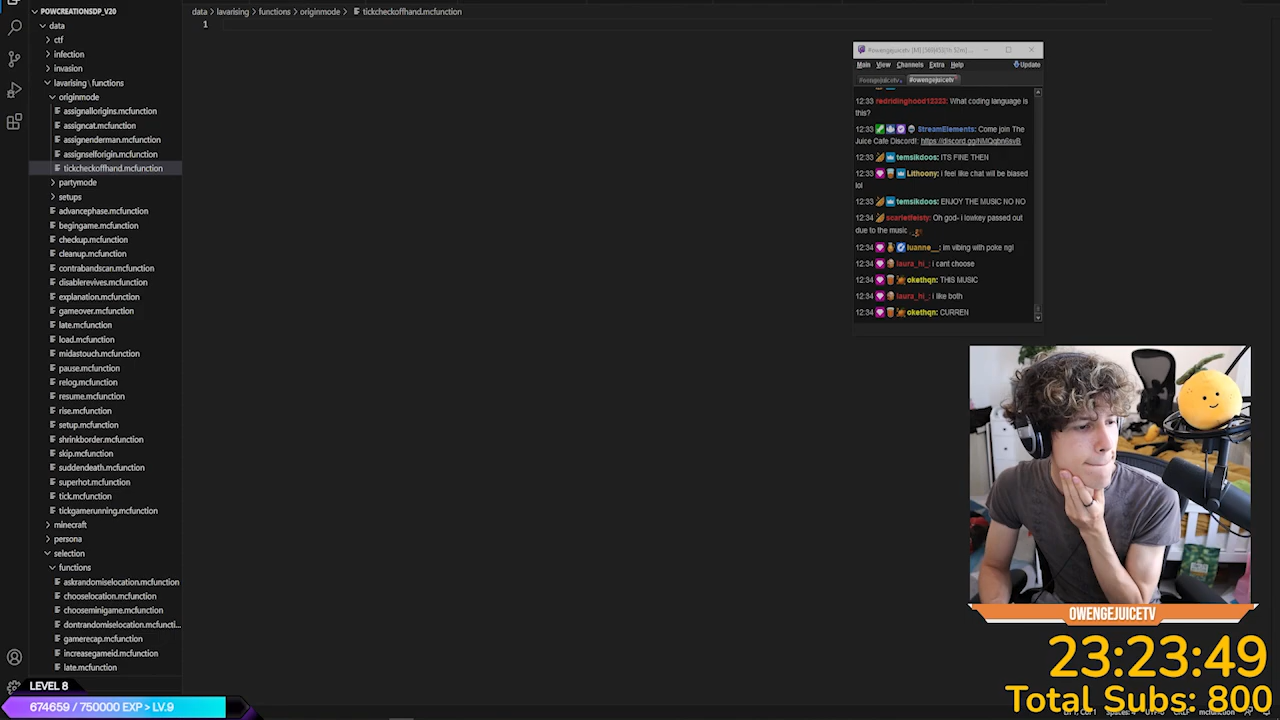 POWCREATIONSDP_V20
data
ctf
infection
invasion
lavarising \ functions
originmode
assignallorigins.mcfunction
assigncat.mcfunction
assignenderman.mcfunction
assignselforigin.mcfunction
tickcheckoffhand.mcfunction
partymode
setups
advancephase.mcfunction
begingame.mcfunction
checkup.mcfunction
cleanup.mcfunction
contrabandscan.mcfunction
disablerevives.mcfunction
explanation.mcfunction
gameover.mcfunction
late.mcfunction
load.mcfunction
midastouch.mcfunction
pause.mcfunction
relog.mcfunction
resume.mcfunction
rise.mcfunction
setup.mcfunction
shrinkborder.mcfunction
skip.mcfunction
suddendeath.mcfunction
superhot.mcfunction
tick.mcfunction
tickgamerunning.mcfunction
minecraft
persona
selection
functions
askrandomiselocation.mcfunction
chooselocation.mcfunction
chooseminigame.mcfunction
dontrandomiselocation.mcfuncti...
gamerecap.mcfunction
increasegameid.mcfunction
late.mcfunction
LEVEL 8
674659 / 750000 EXP > LV.9
data > lavarising > functions > originmode > tickcheckoffhand.mcfunction
1
Main View Channels Extra Help Update
#owengejuicetv
12:33 redridinghood12323: What coding language is
this?
12:33 StreamElements: Come join The
Juice Cafe Discord!
12:33 temsikdoos: ITS FINE THEN
12:33 Lithoony: i feel like chat will be biased
lol
12:33 temsikdoos: ENJOY THE MUSIC NO NO
12:34 scarletfeisty: Oh god- i lowkey passed out
due to the music
12:34 luanne__: im vibing with poke ngl
12:34 laura_hi_: i cant choose
12:34 okethqn: THIS MUSIC
12:34 laura_hi_: i like both
12:34 okethqn: CURREN
OWENGEJUICETV
23:23:49
Total Subs: 800